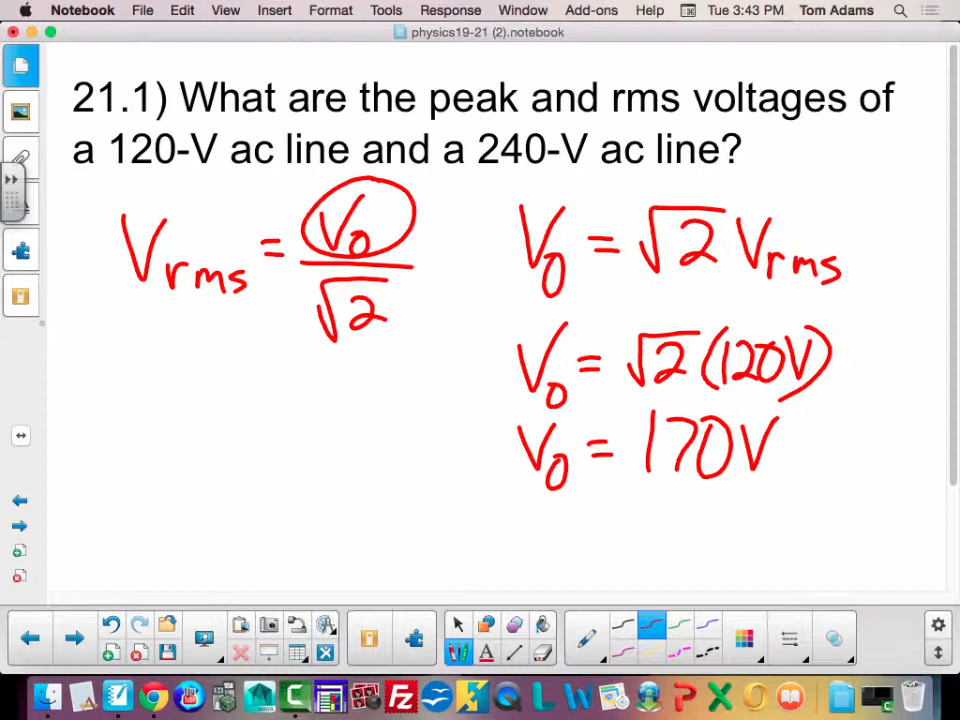 Notebook File Edit View Insert Format Tools Response Window Add-ons Help Tue 3:43 PM Tom Adams
physics19-21 (2).notebook
21.1) What are the peak and rms voltages of
a 120-V ac line and a 240-V ac line?
Vrms = V₀/√2
V₀ = √2 Vrms
V₀ = √2 (120V)
V₀ = 170V